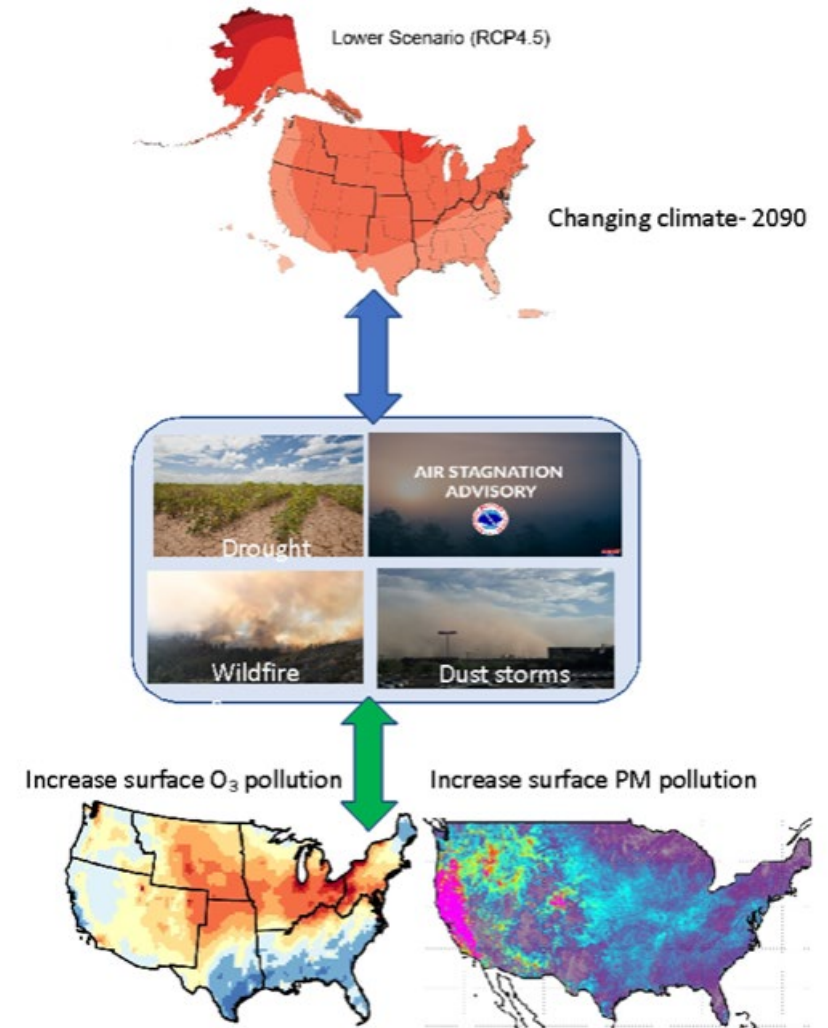 Lower Scenario (RCP4.5)
Changing climate- 2090
AIR STAGNATION
ADVISORY
Drought
Wildfire
Dust storms
Increase surface O₃ pollution
Increase surface PM pollution